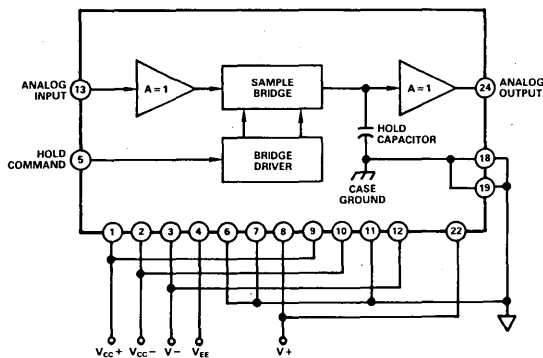 ANALOG
INPUT
13
A = 1
SAMPLE
BRIDGE
A = 1
24
ANALOG
OUTPUT
HOLD
CAPACITOR
HOLD
COMMAND
5
BRIDGE
DRIVER
CASE
GROUND
18
19
1 2 3 4 6 7 8 9 10 11 12 22
VCC+ VCC− V− VEE V+